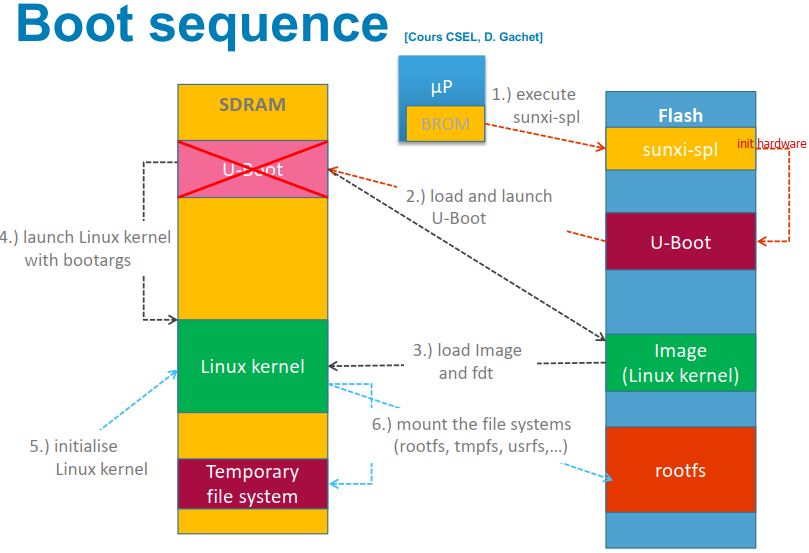 Boot sequence
[Cours CSEL, D. Gachet]
SDRAM
µP
BROM
1.) execute
sunxi-spl
Flash
sunxi-spl
init hardware
U-Boot
2.) load and launch
U-Boot
U-Boot
4.) launch Linux kernel
with bootargs
3.) load Image
and fdt
Image
(Linux kernel)
Linux kernel
5.) initialise
Linux kernel
6.) mount the file systems
(rootfs, tmpfs, usrfs,...)
Temporary
file system
rootfs